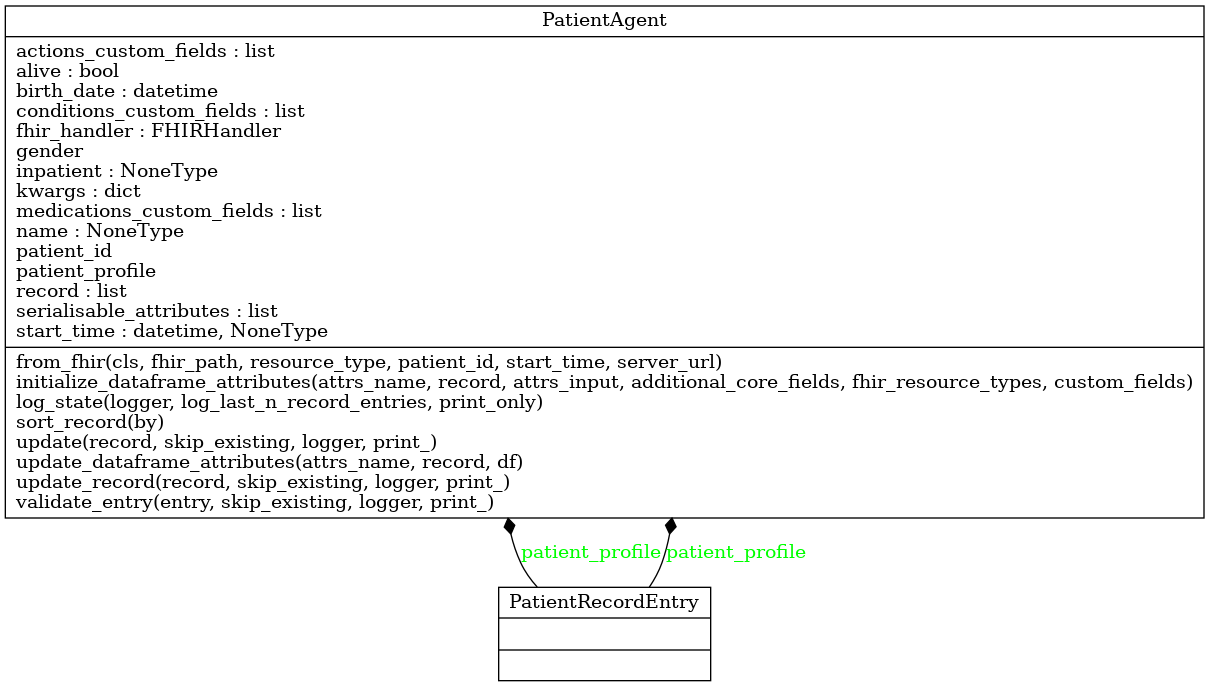 PatientAgent
actions_custom_fields : list
alive : bool
birth_date : datetime
conditions_custom_fields : list
fhir_handler : FHIRHandler
gender
inpatient : NoneType
kwargs : dict
medications_custom_fields : list
name : NoneType
patient_id
patient_profile
record : list
serialisable_attributes : list
start_time : datetime, NoneType
from_fhir(cls, fhir_path, resource_type, patient_id, start_time, server_url)
initialize_dataframe_attributes(attrs_name, record, attrs_input, additional_core_fields, fhir_resource_types, custom_fields)
log_state(logger, log_last_n_record_entries, print_only)
sort_record(by)
update(record, skip_existing, logger, print_)
update_dataframe_attributes(attrs_name, record, df)
update_record(record, skip_existing, logger, print_)
validate_entry(entry, skip_existing, logger, print_)
patient_profile patient_profile
PatientRecordEntry